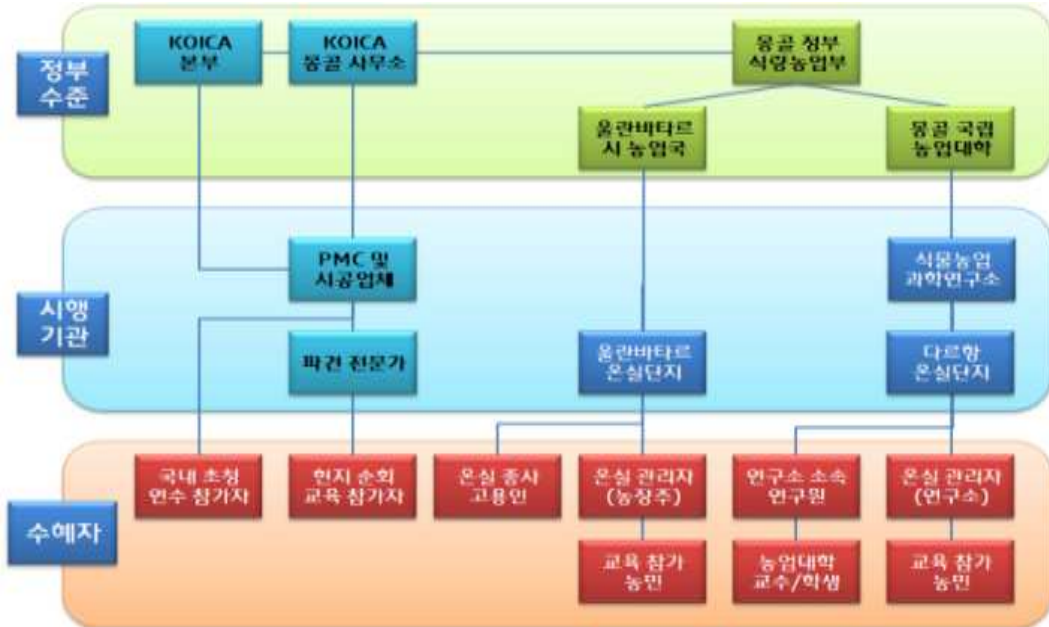 KOICA
본부
KOICA
몽골 사무소
몽골 정부
식량농업부
정부
수준
울란바타르
시 농업국
몽골 국립
농업대학
PMC 및
시공업체
식물농업
과학연구소
시행
기관
파견 전문가
울란바타르
온실단지
다르항
온실단지
국내 초청
연수 참가자
현지 순회
교육 참가자
온실 종사
고용인
온실 관리자
(농장주)
연구소 소속
연구원
온실 관리자
(연구소)
수혜자
교육 참가
농민
농업대학
교수/학생
교육 참가
농민